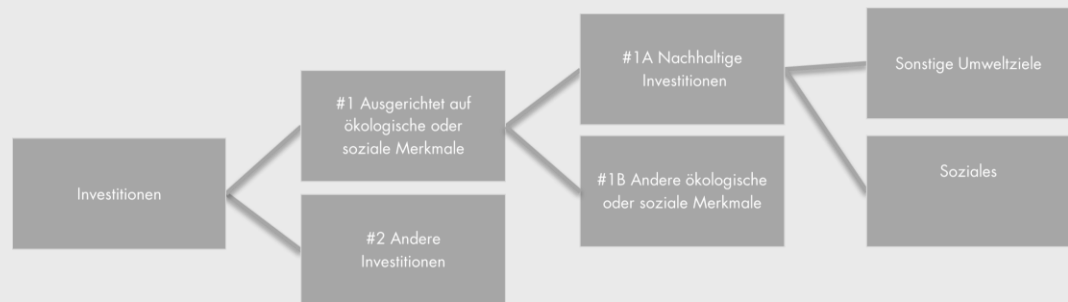 Investitionen
#1 Ausgerichtet auf
ökologische oder
soziale Merkmale
#2 Andere
Investitionen
#1A Nachhaltige
Investitionen
#1B Andere ökologische
oder soziale Merkmale
Sonstige Umweltziele
Soziales